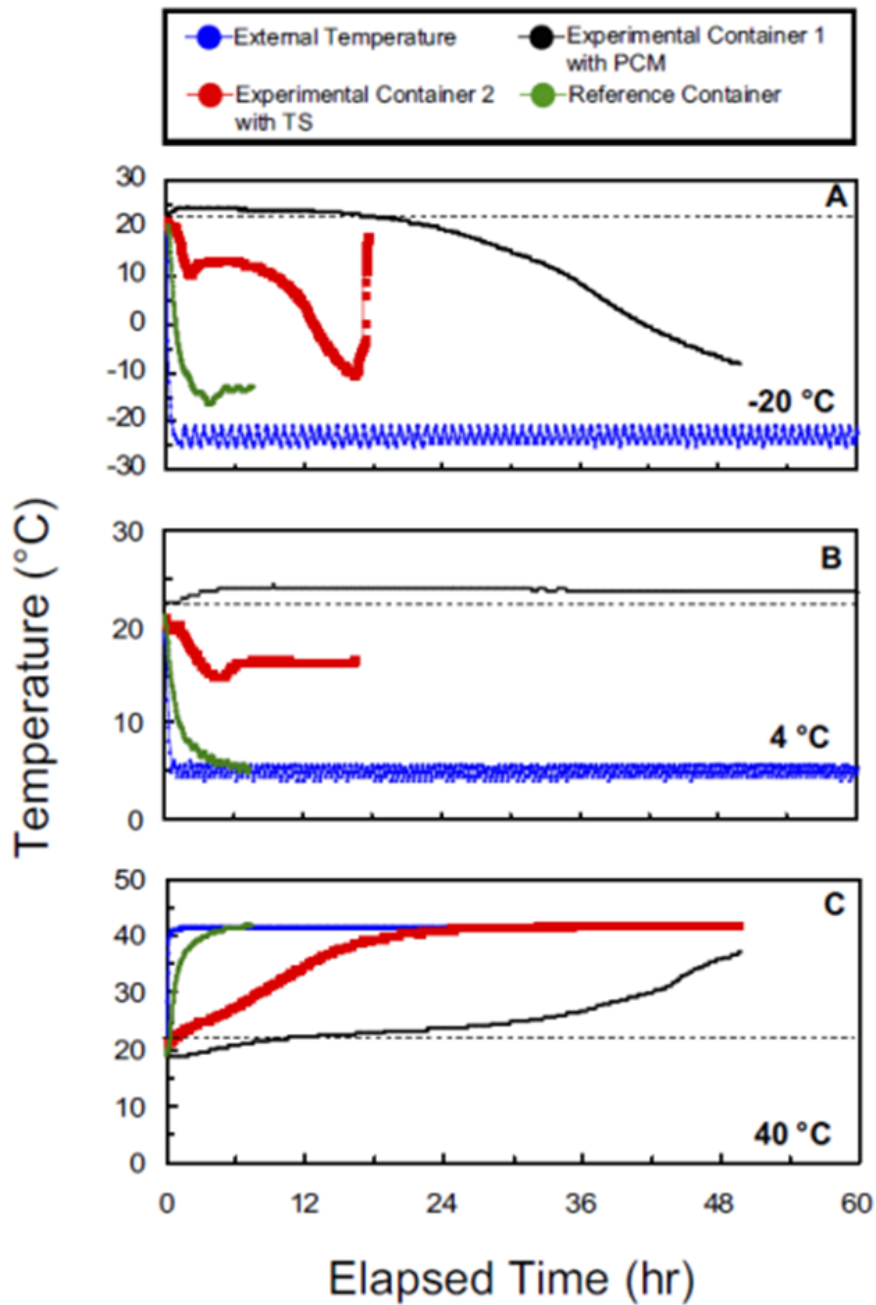 External Temperature
Experimental Container 1
with PCM
Experimental Container 2
with TS
Reference Container
30
20
10
0
-10
-20
-30
A
-20 °C
30
20
10
0
B
4 °C
50
40
30
20
10
0
C
40 °C
0
12
24
36
48
60
Temperature (°C)
Elapsed Time (hr)